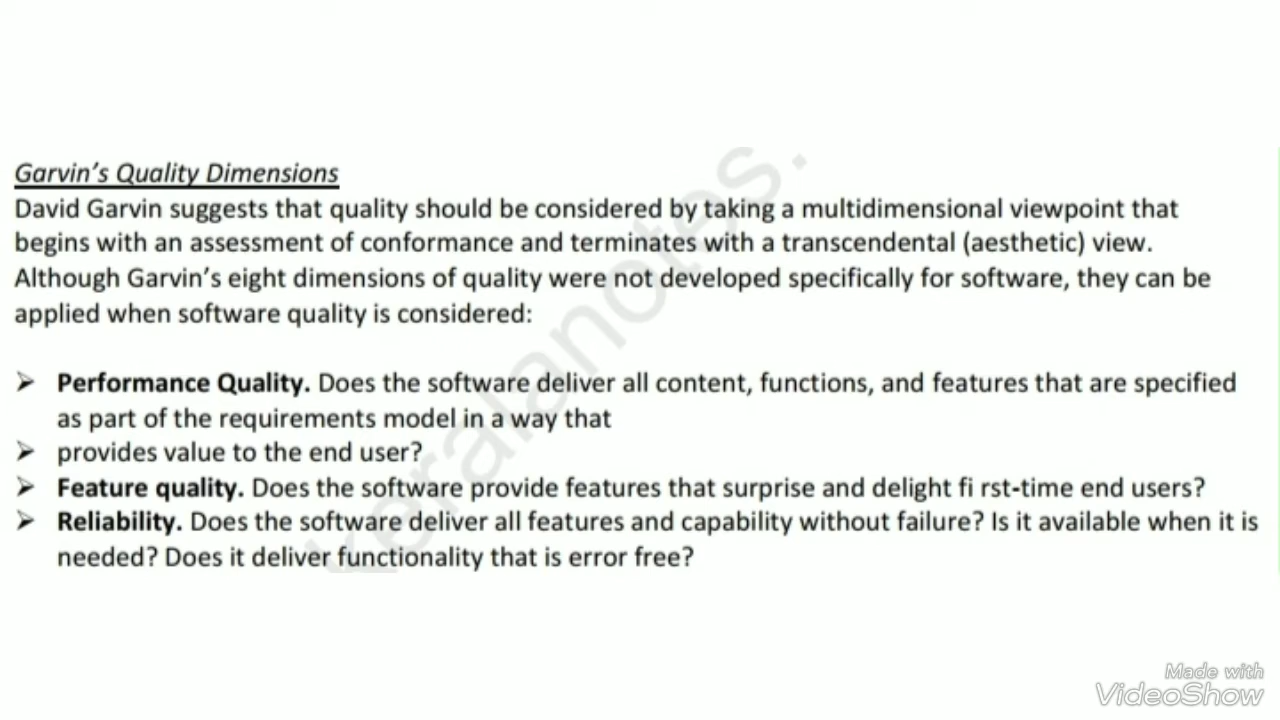 Garvin's Quality Dimensions
David Garvin suggests that quality should be considered by taking a multidimensional viewpoint that
begins with an assessment of conformance and terminates with a transcendental (aesthetic) view.
Although Garvin's eight dimensions of quality were not developed specifically for software, they can be
applied when software quality is considered:
➢ Performance Quality. Does the software deliver all content, functions, and features that are specified
as part of the requirements model in a way that
➢ provides value to the end user?
➢ Feature quality. Does the software provide features that surprise and delight fi rst-time end users?
➢ Reliability. Does the software deliver all features and capability without failure? Is it available when it is
needed? Does it deliver functionality that is error free?
keralanotes.
Made with
VideoShow